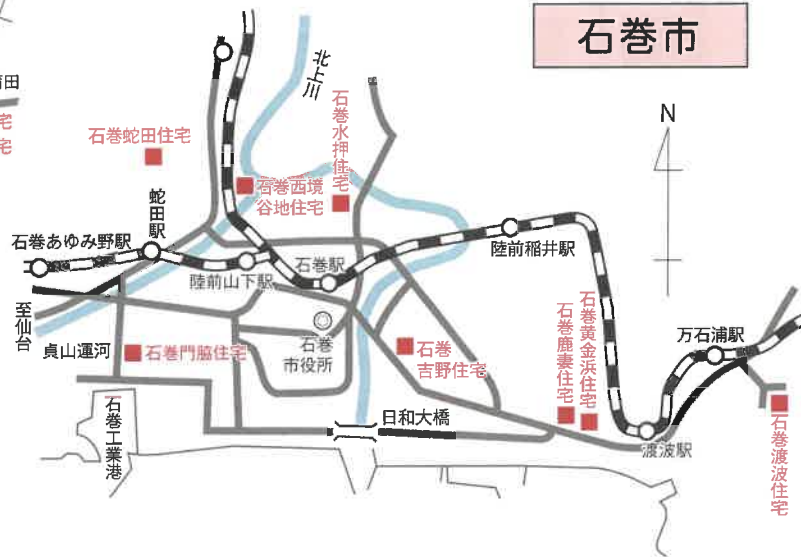 石巻市
N
北上川
石巻水押住宅
石巻蛇田住宅
石巻西境
谷地住宅
蛇田駅
石巻あゆみ野駅
陸前山下駅
石巻駅
陸前稲井駅
至仙台
貞山運河
石巻門脇住宅
石巻
市役所
石巻
吉野住宅
石巻鹿妻住宅
石巻黄金浜住宅
万石浦駅
石巻工業港
日和大橋
渡波駅
石巻渡波住宅
田
宅
宅